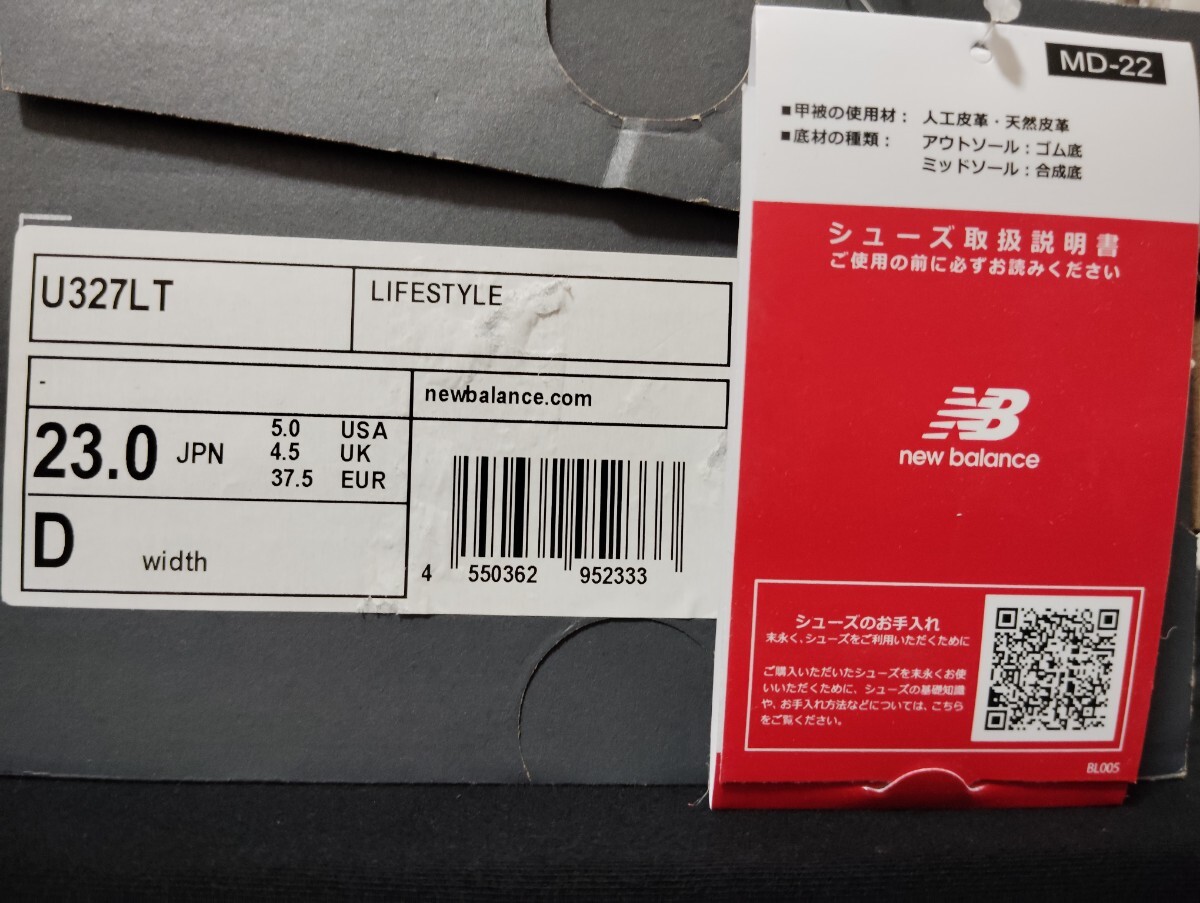 U327LT
LIFESTYLE
-
newbalance.com
23.0 JPN
5.0 USA
4.5 UK
37.5 EUR
D width
4 550362 952333
MD-22
■甲被の使用材： 人工皮革・天然皮革
■底材の種類： アウトソール：ゴム底
ミッドソール：合成底
シューズ取扱説明書
ご使用の前に必ずお読みください
NB
new balance
シューズのお手入れ
末永く、シューズをご利用いただくために
ご購入いただいたシューズを末永くお使
いいただくために、シューズの基礎知識
や、お手入れ方法などについては、こちら
をご覧ください。
BL005